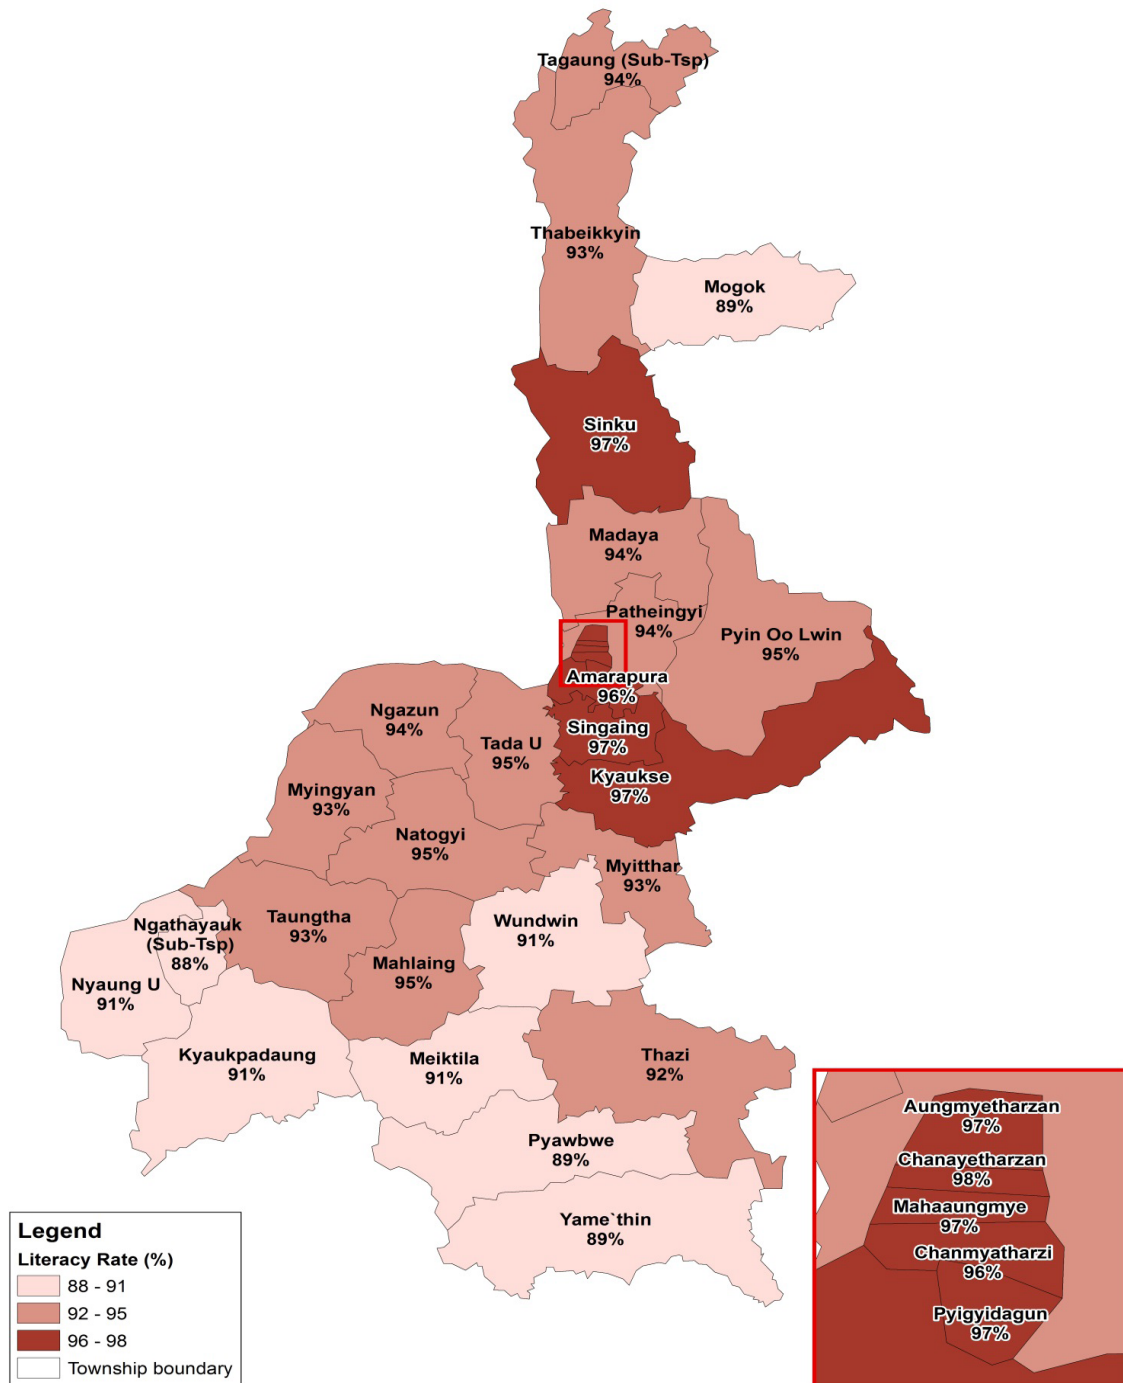 Tagaung (Sub-Tsp)
94%
Thabeikkyin
93%
Mogok
89%
Sinku
97%
Madaya
94%
Patheingyi
94%
Pyin Oo Lwin
95%
Amarapura
96%
Ngazun
94%
Tada U
95%
Singaing
97%
Kyaukse
97%
Myingyan
93%
Natogyi
95%
Myitthar
93%
Taungtha
93%
Wundwin
91%
Ngathayauk
(Sub-Tsp)
88%
Mahlaing
95%
Nyaung U
91%
Kyaukpadaung
91%
Meiktila
91%
Thazi
92%
Pyawbwe
89%
Yame`thin
89%
Aungmyetharzan
97%
Chanayetharzan
98%
Mahaaungmye
97%
Chanmyatharzi
96%
Pyigyidagun
97%
Legend
Literacy Rate (%)
88 - 91
92 - 95
96 - 98
Township boundary